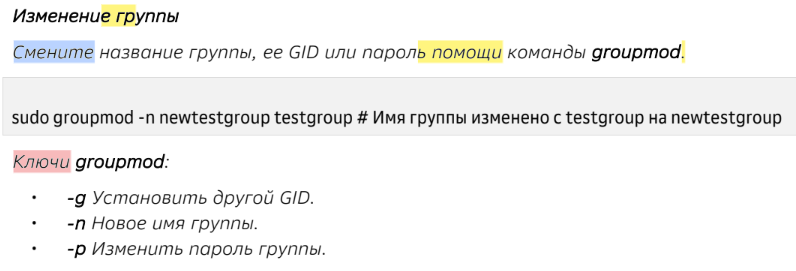 Изменение группы
Смените название группы, ее GID или пароль помощи команды groupmod.
sudo groupmod -n newtestgroup testgroup # Имя группы изменено с testgroup на newtestgroup
Ключи groupmod:
• -g Установить другой GID.
• -n Новое имя группы.
• -p Изменить пароль группы.